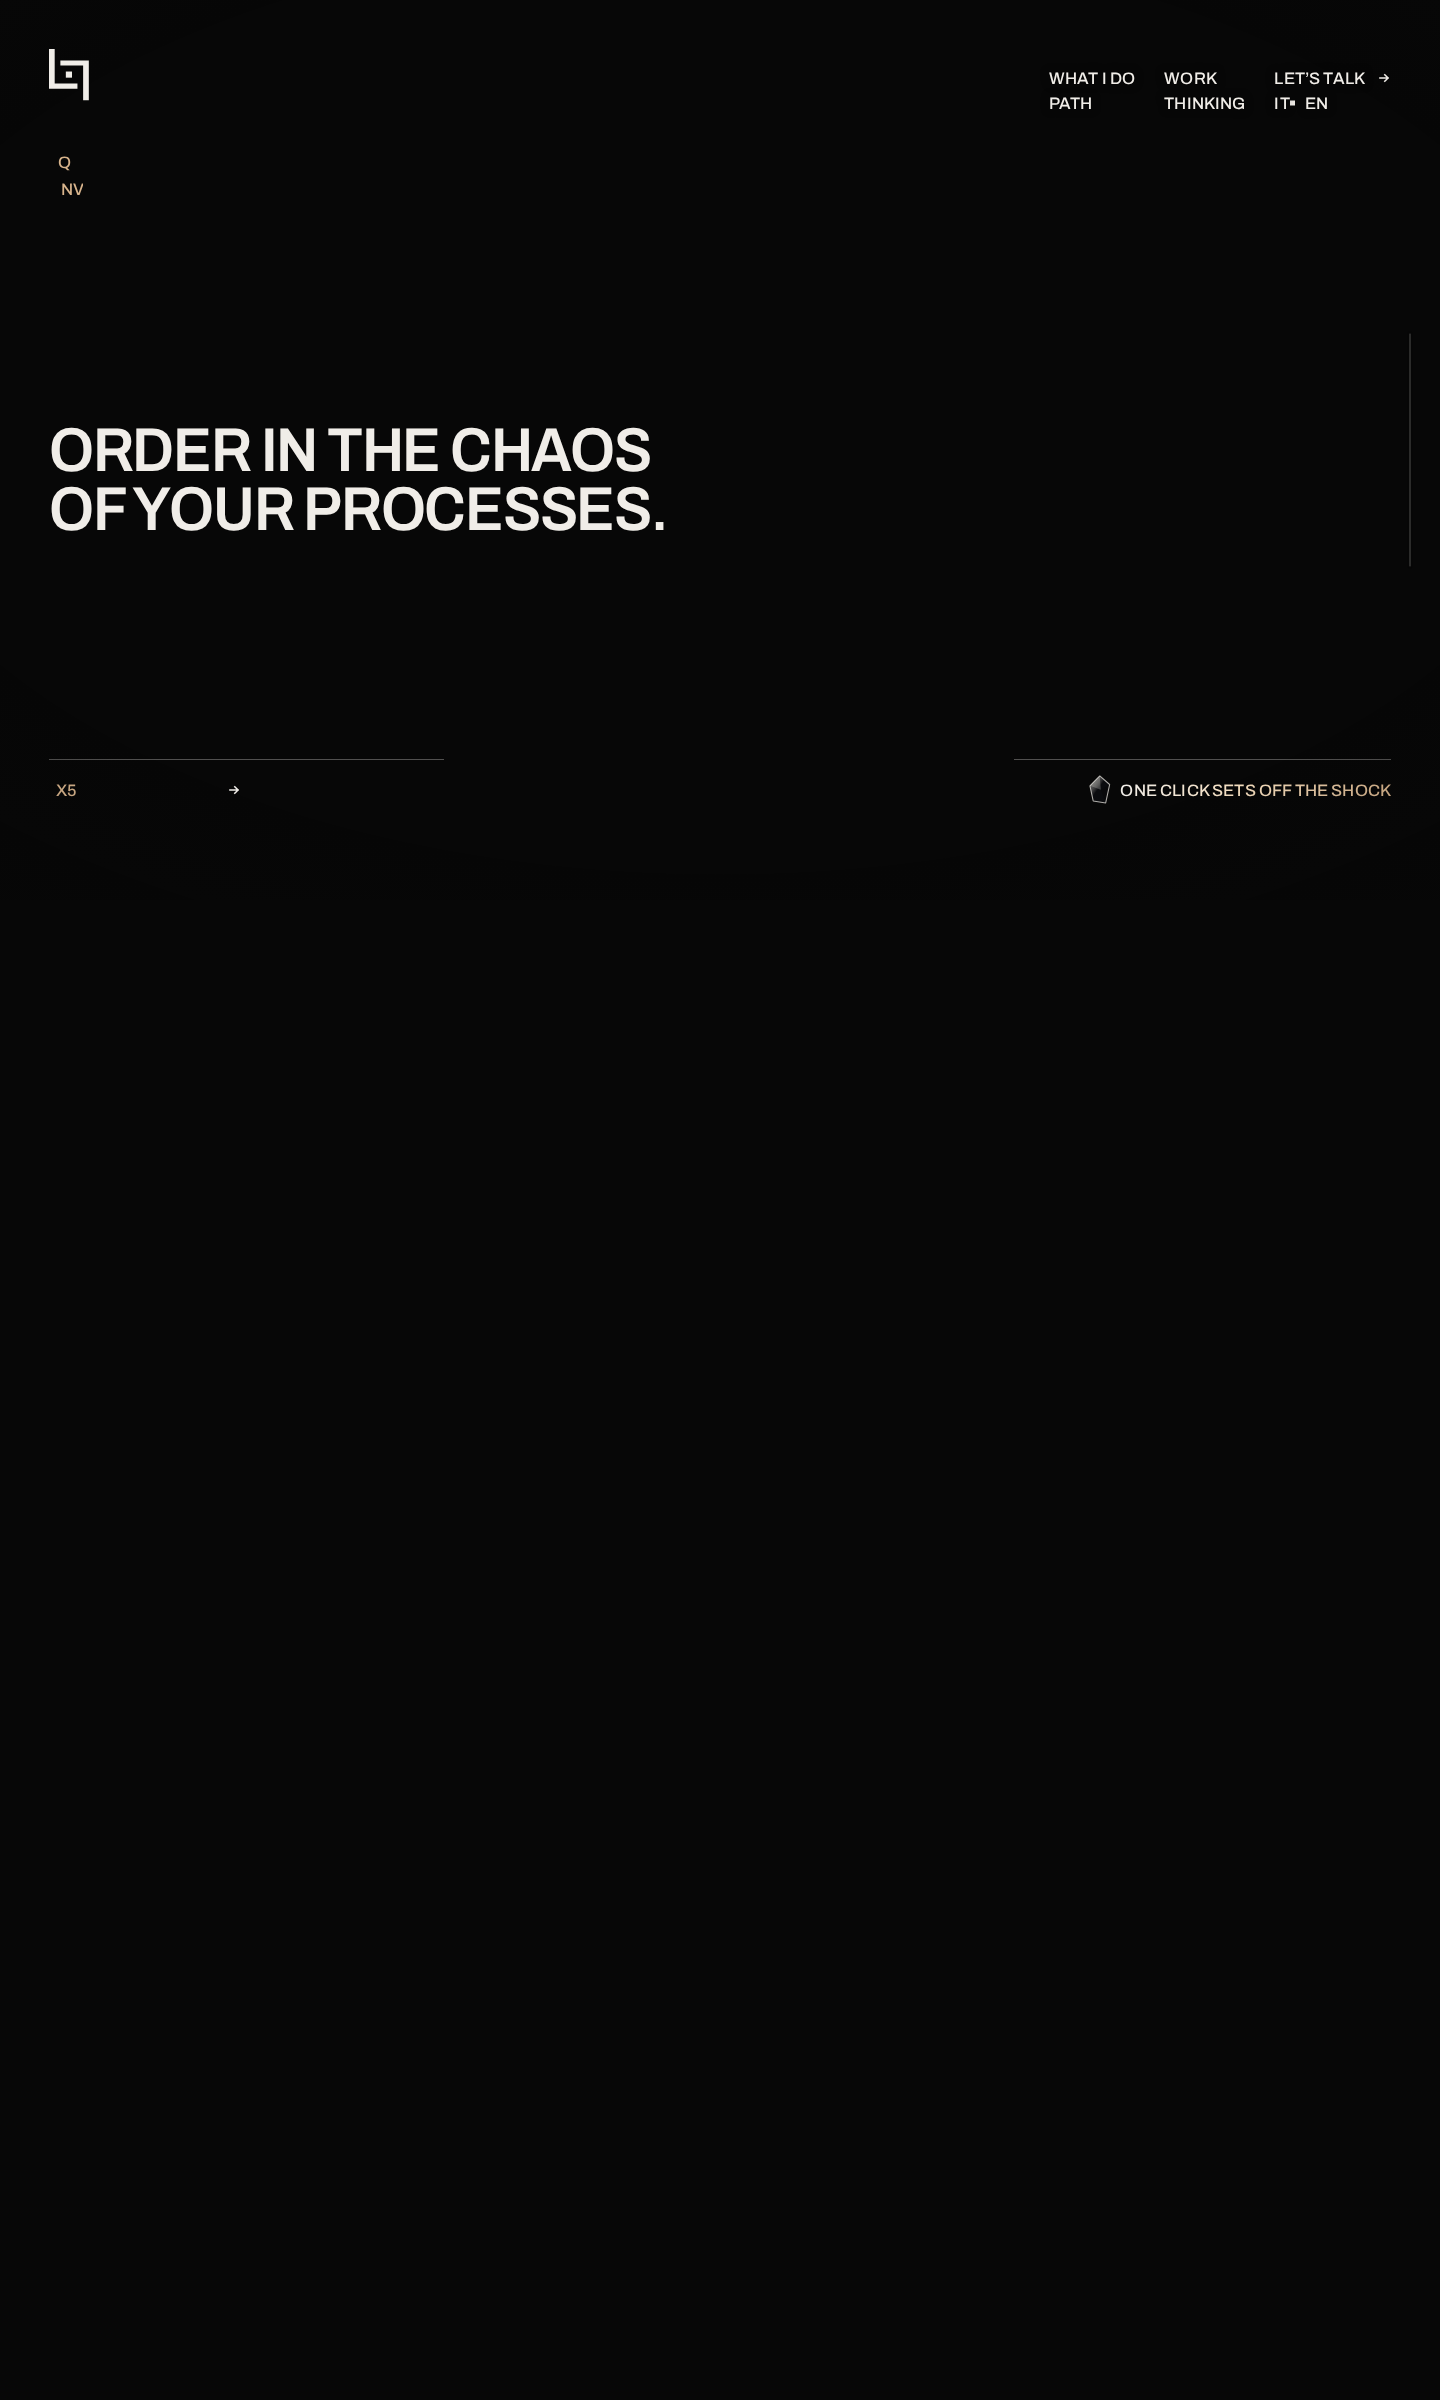 WHAT I DO WORK LET'S TALK →
PATH THINKING IT▪ EN
Q
NV
ORDER IN THE CHAOS
OF YOUR PROCESSES.
X5 →
ONE CLICK SETS OFF THE SHOCK